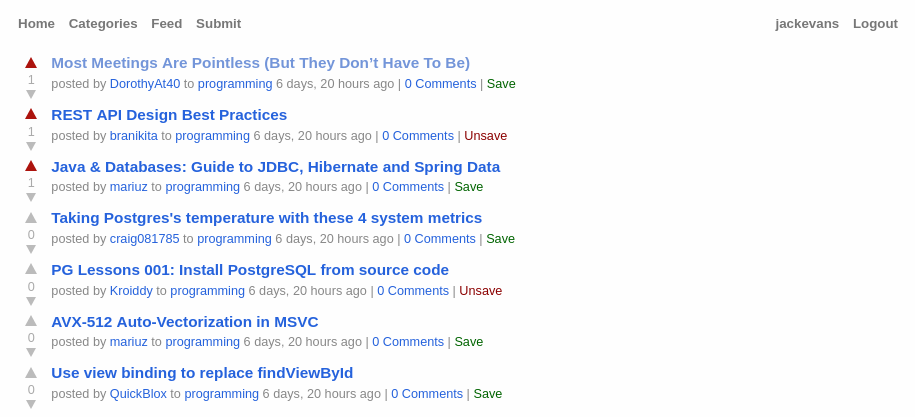 Home Categories Feed Submit jackevans Logout
Most Meetings Are Pointless (But They Don’t Have To Be)
1
posted by DorothyAt40 to programming 6 days, 20 hours ago | 0 Comments | Save
REST API Design Best Practices
1
posted by branikita to programming 6 days, 20 hours ago | 0 Comments | Unsave
Java & Databases: Guide to JDBC, Hibernate and Spring Data
1
posted by mariuz to programming 6 days, 20 hours ago | 0 Comments | Save
Taking Postgres's temperature with these 4 system metrics
0
posted by craig081785 to programming 6 days, 20 hours ago | 0 Comments | Save
PG Lessons 001: Install PostgreSQL from source code
0
posted by Kroiddy to programming 6 days, 20 hours ago | 0 Comments | Unsave
AVX-512 Auto-Vectorization in MSVC
0
posted by mariuz to programming 6 days, 20 hours ago | 0 Comments | Save
Use view binding to replace findViewById
0
posted by QuickBlox to programming 6 days, 20 hours ago | 0 Comments | Save